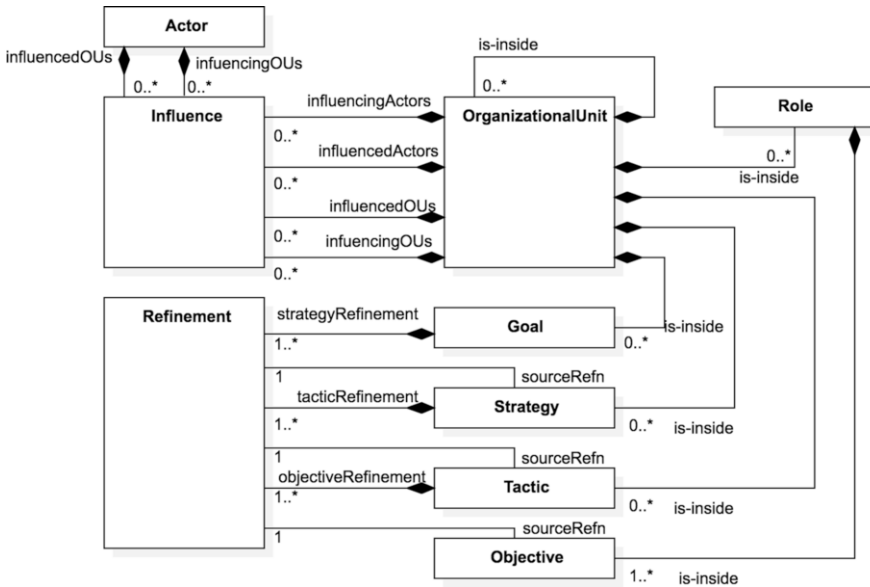 Actor
influencedOUs
infuencingOUs
0..*
0..*
is-inside
0..*
Influence
influencingActors
0..*
OrganizationalUnit
Role
influencedActors
0..*
0..*
is-inside
influencedOUs
0..*
infuencingOUs
0..*
Refinement
strategyRefinement
1..*
Goal
is-inside
0..*
1
sourceRefn
tacticRefinement
1..*
Strategy
0..*
is-inside
1
sourceRefn
objectiveRefinement
1..*
Tactic
0..*
is-inside
1
sourceRefn
Objective
1..*
is-inside